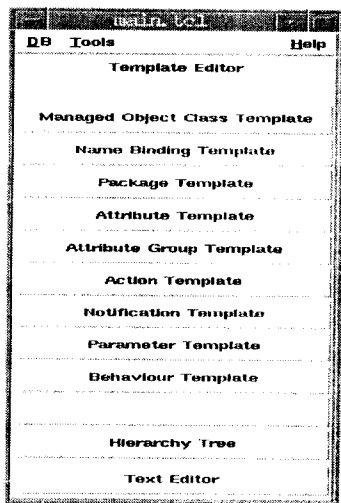 main.tcl
DB Tools Help
Template Editor
Managed Object Class Template
Name Binding Template
Package Template
Attribute Template
Attribute Group Template
Action Template
Notification Template
Parameter Template
Behaviour Template
Hierarchy Tree
Text Editor